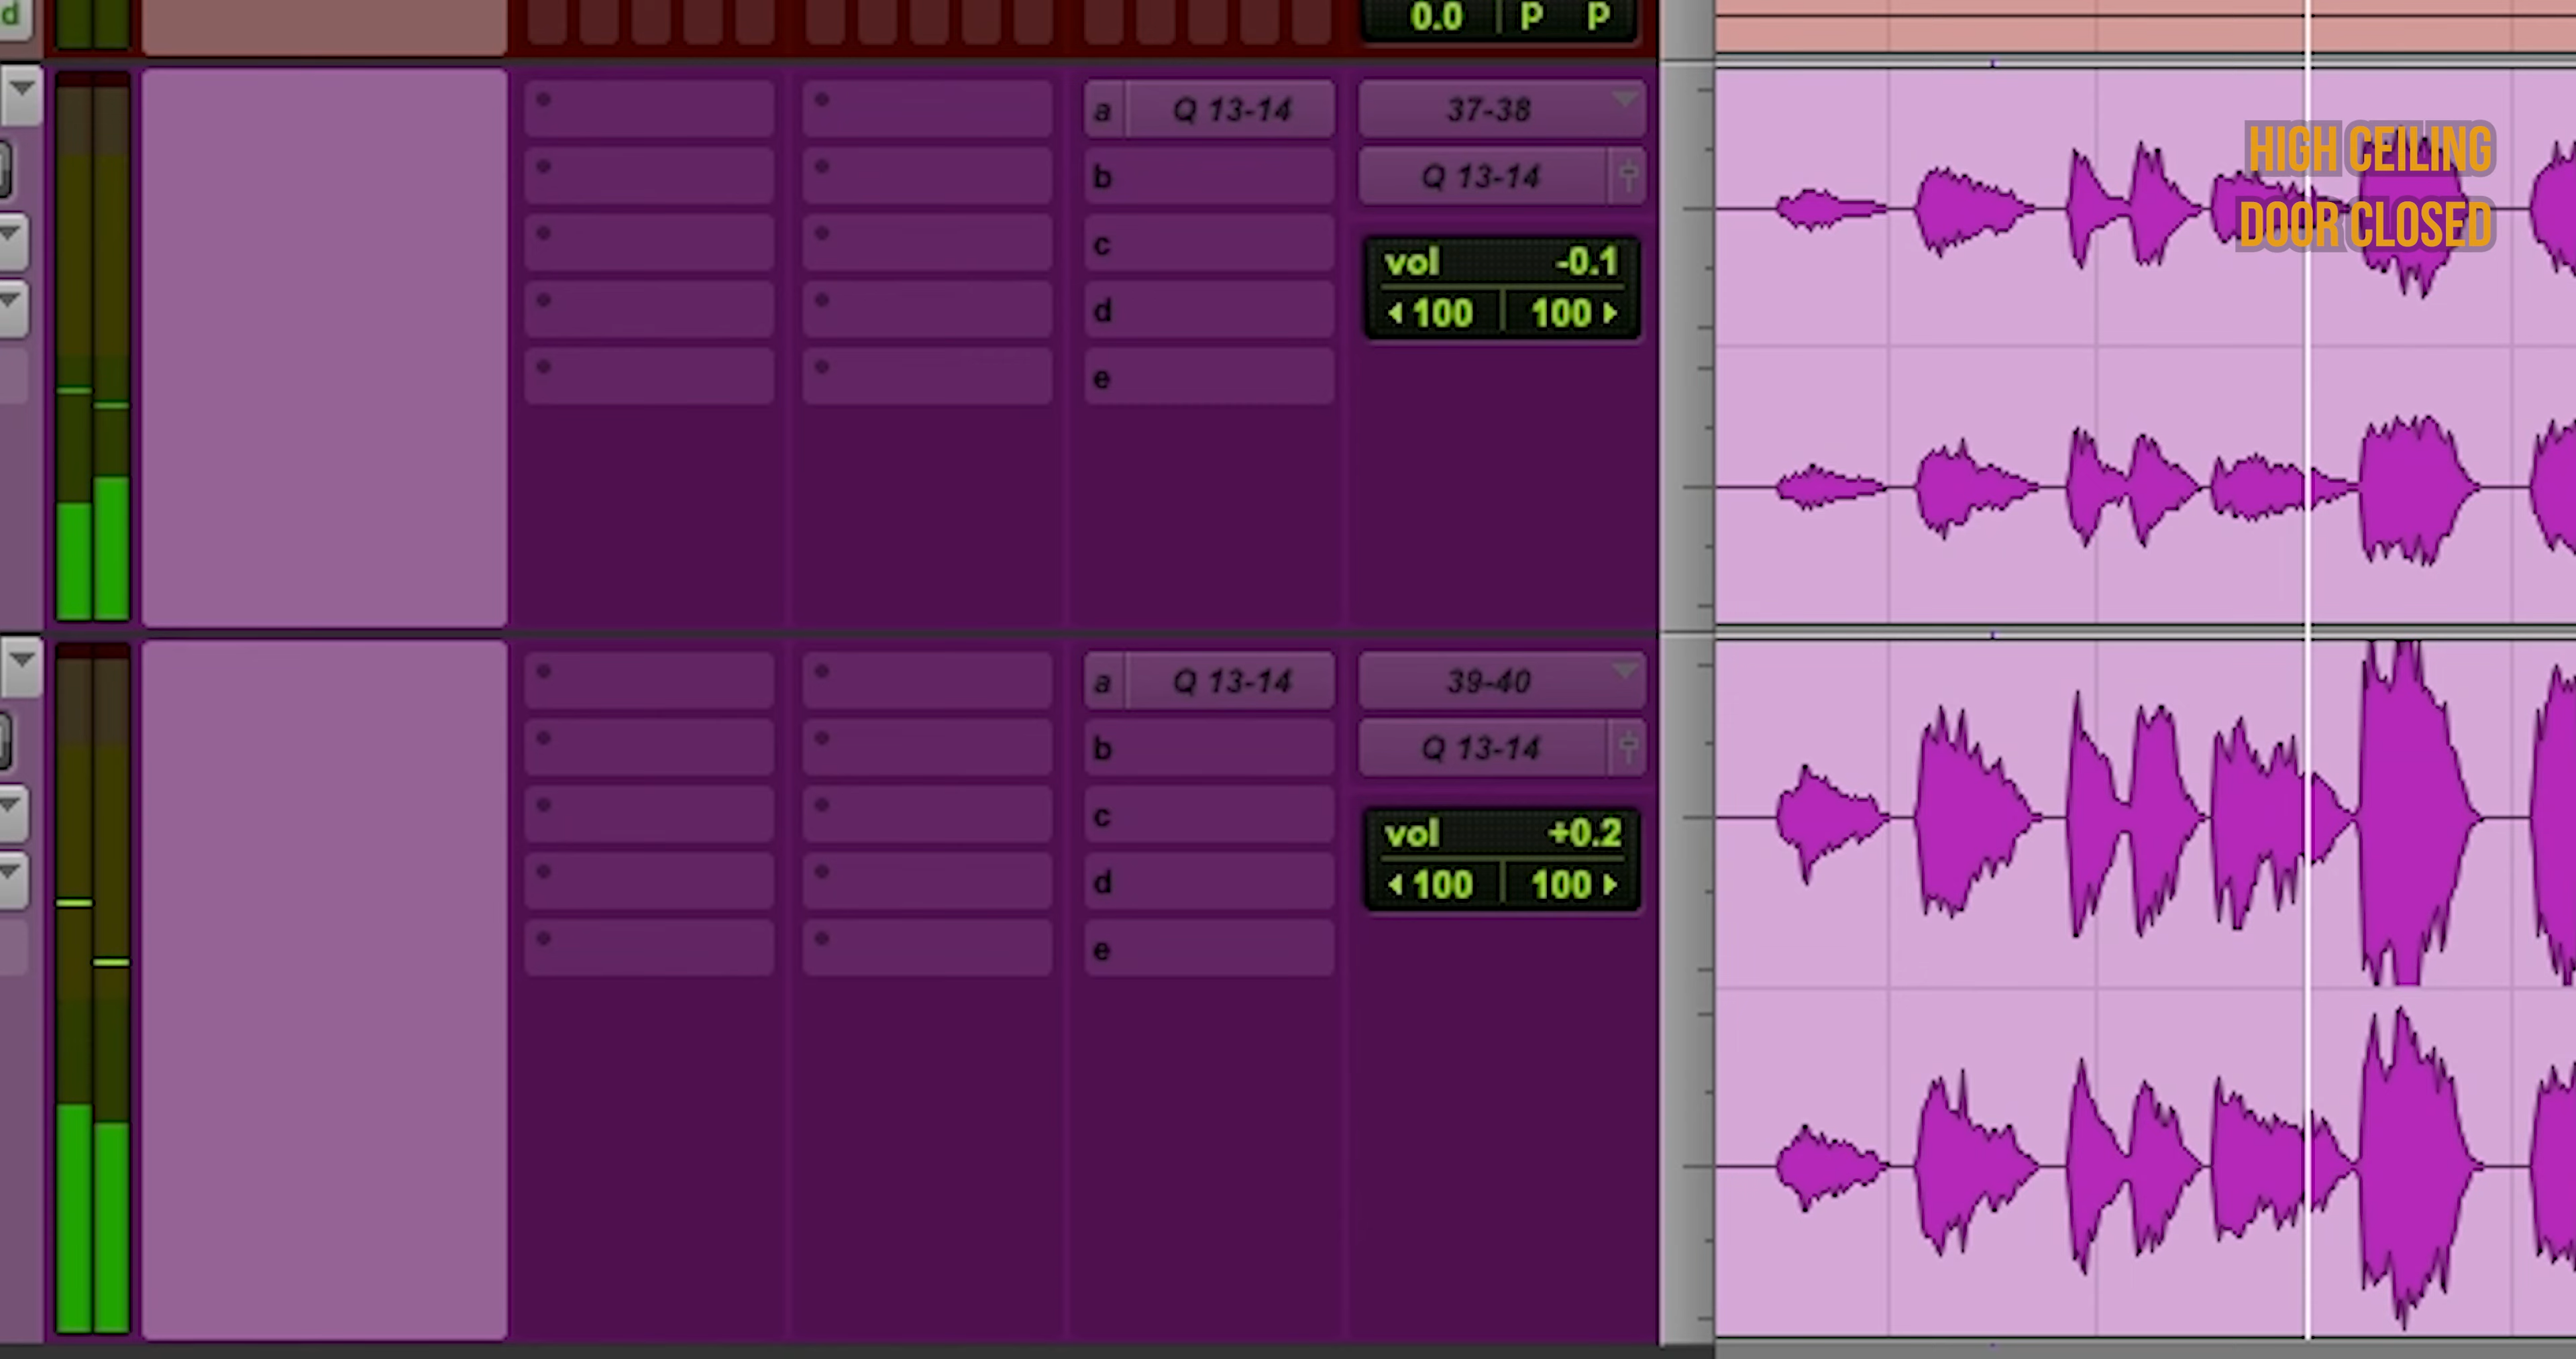 d
0.0 P P
a Q 13-14 37-38
b Q 13-14
c vol -0.1
d 100 100
e
HIGH CEILING
DOOR CLOSED
a Q 13-14 39-40
b Q 13-14
c vol +0.2
d 100 100
e